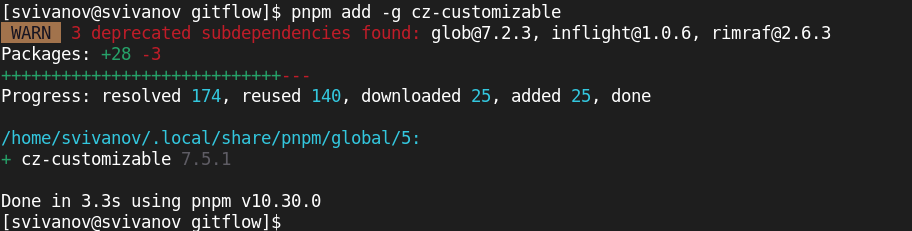 [svivanov@svivanov gitflow]$ pnpm add -g cz-customizable
WARN 3 deprecated subdependencies found: glob@7.2.3, inflight@1.0.6, rimraf@2.6.3
Packages: +28 -3
++++++++++++++++++++++++++++---
Progress: resolved 174, reused 140, downloaded 25, added 25, done
/home/svivanov/.local/share/pnpm/global/5:
+ cz-customizable 7.5.1
Done in 3.3s using pnpm v10.30.0
[svivanov@svivanov gitflow]$